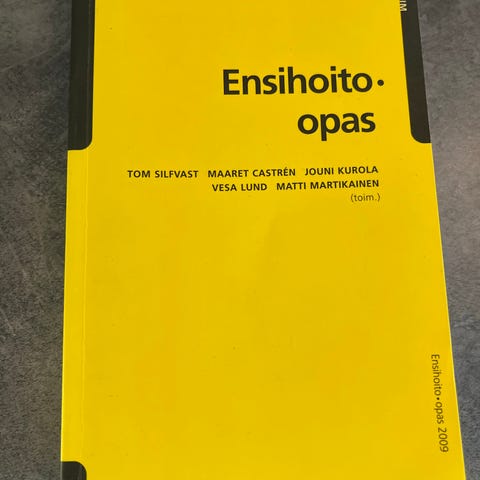 Ensihoito•
opas
TOM SILFVAST MAARET CASTRÉN JOUNI KUROLA
VESA LUND MATTI MARTIKAINEN
(toim.)
Ensihoito•opas 2009